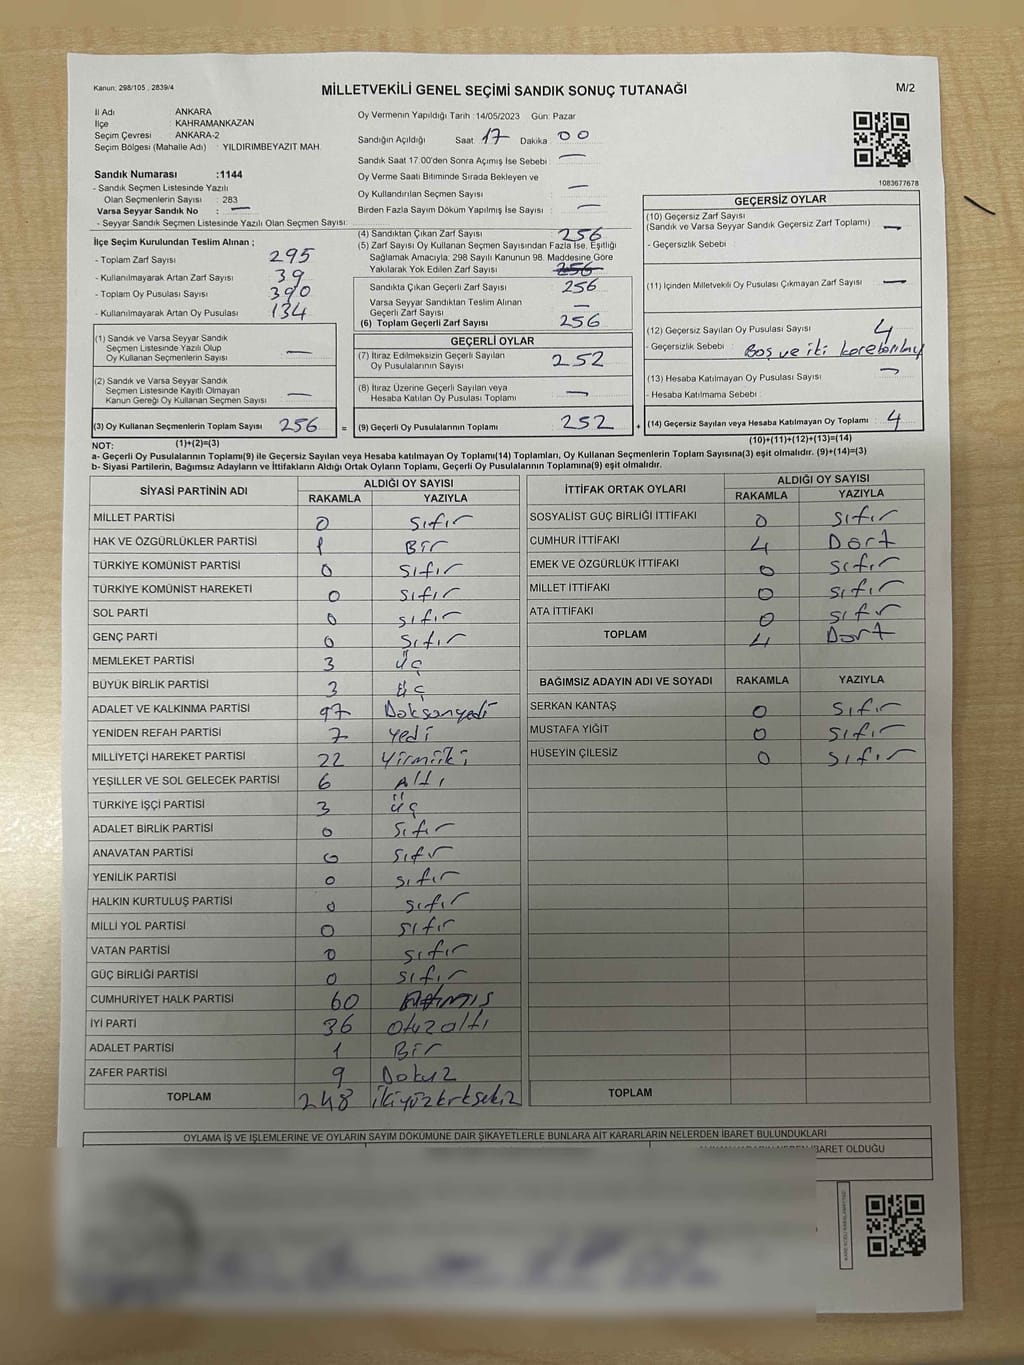 Kanun: 298/105 , 2839/4
MİLLETVEKİLİ GENEL SEÇİMİ SANDIK SONUÇ TUTANAĞI
M/2
İl Adı : ANKARA
İlçe : KAHRAMANKAZAN
Seçim Çevresi : ANKARA-2
Seçim Bölgesi (Mahalle Adı) : YILDIRIMBEYAZIT MAH.
Sandık Numarası :1144
- Sandık Seçmen Listesinde Yazılı
Olan Seçmenlerin Sayısı : 283
Varsa Seyyar Sandık No : —
- Seyyar Sandık Seçmen Listesinde Yazılı Olan Seçmen Sayısı:
İlçe Seçim Kurulundan Teslim Alınan ;
- Toplam Zarf Sayısı : 295
- Kullanılmayarak Artan Zarf Sayısı : 39
- Toplam Oy Pusulası Sayısı : 390
- Kullanılmayarak Artan Oy Pusulası : 134
(1) Sandık ve Varsa Seyyar Sandık
Seçmen Listesinde Yazılı Olup
Oy Kullanan Seçmenlerin Sayısı : —
(2) Sandık ve Varsa Seyyar Sandık
Seçmen Listesinde Kayıtlı Olmayan
Kanun Gereği Oy Kullanan Seçmen Sayısı : —
(3) Oy Kullanan Seçmenlerin Toplam Sayısı : 256
Oy Vermenin Yapıldığı Tarih : 14/05/2023 Gün: Pazar
Sandığın Açıldığı Saat: 17 Dakika : 00
Sandık Saat 17.00'den Sonra Açımış İse Sebebi : —
Oy Verme Saati Bitiminde Sırada Bekleyen ve
Oy Kullandırılan Seçmen Sayısı : —
Birden Fazla Sayım Döküm Yapılmış İse Sayısı : —
(4) Sandıktan Çıkan Zarf Sayısı : 256
(5) Zarf Sayısı Oy Kullanan Seçmen Sayısından Fazla İse, Eşitliği
Sağlamak Amacıyla; 298 Sayılı Kanunun 98. Maddesine Göre
Yakılarak Yok Edilen Zarf Sayısı : 256
Sandıkta Çıkan Geçerli Zarf Sayısı : 256
Varsa Seyyar Sandıktan Teslim Alınan
Geçerli Zarf Sayısı : —
(6) Toplam Geçerli Zarf Sayısı : 256
GEÇERLİ OYLAR
(7) İtiraz Edilmeksizin Geçerli Sayılan
Oy Pusulalarının Sayısı : 252
(8) İtiraz Üzerine Geçerli Sayılan veya
Hesaba Katılan Oy Pusulası Toplamı : —
= (9) Geçerli Oy Pusulalarının Toplamı : 252
1083677678
GEÇERSİZ OYLAR
(10) Geçersiz Zarf Sayısı
(Sandık ve Varsa Seyyar Sandık Geçersiz Zarf Toplamı) : —
- Geçersizlik Sebebi :
(11) İçinden Milletvekili Oy Pusulası Çıkmayan Zarf Sayısı : —
(12) Geçersiz Sayılan Oy Pusulası Sayısı : 4
- Geçersizlik Sebebi : Boş ve iki
(13) Hesaba Katılmayan Oy Pusulası Sayısı : —
- Hesaba Katılmama Sebebi :
+ (14) Geçersiz Sayılan veya Hesaba Katılmayan Oy Toplamı : 4
NOT: (1)+(2)=(3) (10)+(11)+(12)+(13)=(14)
a- Geçerli Oy Pusulalarının Toplamı(9) ile Geçersiz Sayılan veya Hesaba katılmayan Oy Toplamı(14) Toplamları, Oy Kullanan Seçmenlerin Toplam Sayısına(3) eşit olmalıdır. (9)+(14)=(3)
b- Siyasi Partilerin, Bağımsız Adayların ve İttifakların Aldığı Ortak Oyların Toplamı, Geçerli Oy Pusulalarının Toplamına(9) eşit olmalıdır.
SİYASİ PARTİNİN ADI ALDIĞI OY SAYISI
RAKAMLA YAZIYLA
MİLLET PARTİSİ 0 Sıfır
HAK VE ÖZGÜRLÜKLER PARTİSİ 1 Bir
TÜRKİYE KOMÜNİST PARTİSİ 0 Sıfır
TÜRKİYE KOMÜNİST HAREKETİ 0 Sıfır
SOL PARTİ 0 Sıfır
GENÇ PARTİ 0 Sıfır
MEMLEKET PARTİSİ 3 üç
BÜYÜK BİRLİK PARTİSİ 3 üç
ADALET VE KALKINMA PARTİSİ 97 Doksanyedi
YENİDEN REFAH PARTİSİ 7 Yedi
MİLLİYETÇİ HAREKET PARTİSİ 22 Yirmiiki
YEŞİLLER VE SOL GELECEK PARTİSİ 6 Altı
TÜRKİYE İŞÇİ PARTİSİ 3 üç
ADALET BİRLİK PARTİSİ 0 Sıfır
ANAVATAN PARTİSİ 0 Sıfır
YENİLİK PARTİSİ 0 Sıfır
HALKIN KURTULUŞ PARTİSİ 0 Sıfır
MİLLİ YOL PARTİSİ 0 Sıfır
VATAN PARTİSİ 0 Sıfır
GÜÇ BİRLİĞİ PARTİSİ 0 Sıfır
CUMHURİYET HALK PARTİSİ 60 Altmış
İYİ PARTİ 36 Otuzaltı
ADALET PARTİSİ 1 Bir
ZAFER PARTİSİ 9 Dokuz
TOPLAM 248 ikiyüzkırksekiz
İTTİFAK ORTAK OYLARI ALDIĞI OY SAYISI
RAKAMLA YAZIYLA
SOSYALİST GÜÇ BİRLİĞİ İTTİFAKI 0 Sıfır
CUMHUR İTTİFAKI 4 Dört
EMEK VE ÖZGÜRLÜK İTTİFAKI 0 Sıfır
MİLLET İTTİFAKI 0 Sıfır
ATA İTTİFAKI 0 Sıfır
TOPLAM 4 Dört
BAĞIMSIZ ADAYIN ADI VE SOYADI RAKAMLA YAZIYLA
SERKAN KANTAŞ 0 Sıfır
MUSTAFA YİĞİT 0 Sıfır
HÜSEYİN ÇİLESİZ 0 Sıfır
TOPLAM
OYLAMA İŞ VE İŞLEMLERİNE VE OYLARIN SAYIM DÖKÜMÜNE DAİR ŞİKAYETLERLE BUNLARA AİT KARARLARIN NELERDEN İBARET BULUNDUKLARI
İBARET OLDUĞU